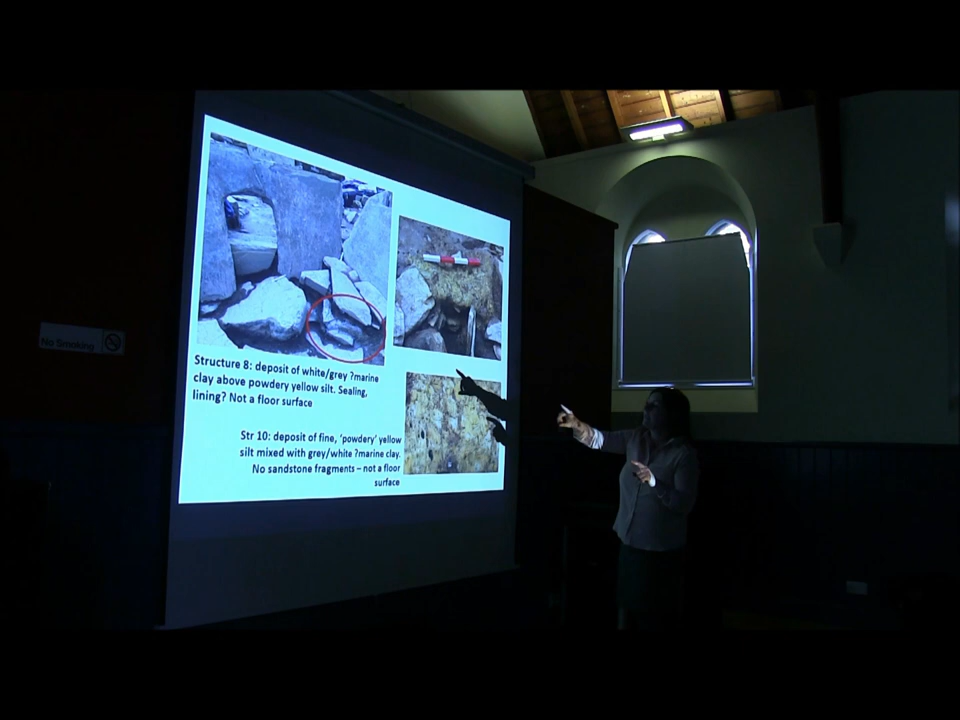 No Smoking
Structure 8: deposit of white/grey ?marine
clay above powdery yellow silt. Sealing,
lining? Not a floor surface
Str 10: deposit of fine, ‘powdery’ yellow
silt mixed with grey/white ?marine clay.
No sandstone fragments – not a floor
surface